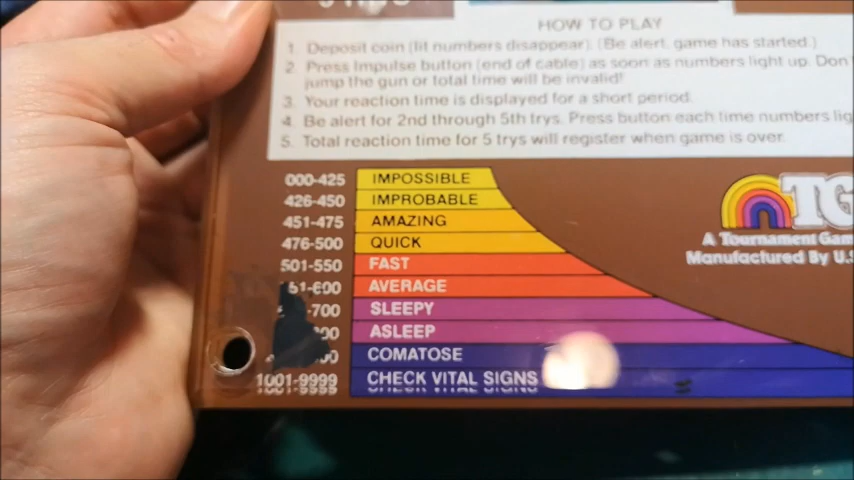 HOW TO PLAY
1. Deposit coin (lit numbers disappear). (Be alert, game has started.)
2. Press Impulse button (end of cable) as soon as numbers light up. Don'
jump the gun or total time will be invalid!
3. Your reaction time is displayed for a short period.
4. Be alert for 2nd through 5th trys. Press button each time numbers lig
5. Total reaction time for 5 trys will register when game is over.
000-425 IMPOSSIBLE
426-450 IMPROBABLE
451-475 AMAZING
476-500 QUICK
501-550 FAST
51-600 AVERAGE
-700 SLEEPY
00 ASLEEP
00 COMATOSE
1001-9999 CHECK VITAL SIGNS
TG
A Tournament Gam
Manufactured By U.S